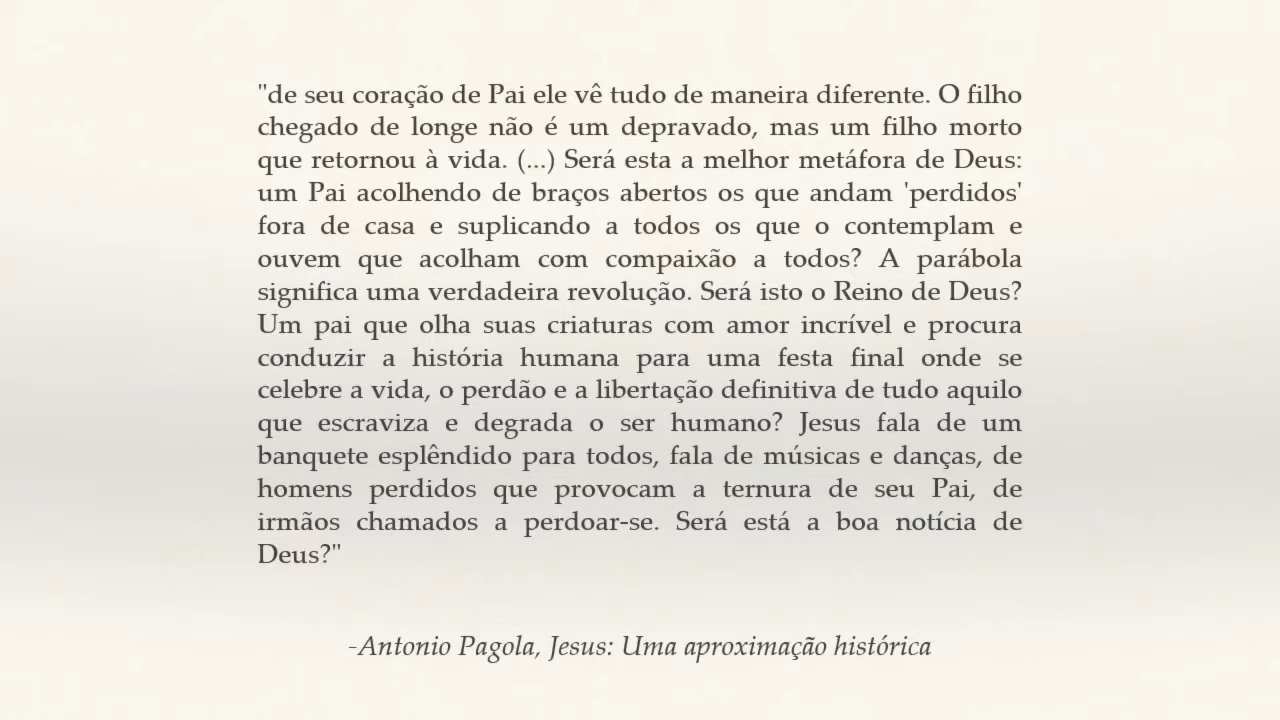 "de seu coração de Pai ele vê tudo de maneira diferente. O filho
chegado de longe não é um depravado, mas um filho morto
que retornou à vida. (...) Será esta a melhor metáfora de Deus:
um Pai acolhendo de braços abertos os que andam 'perdidos'
fora de casa e suplicando a todos os que o contemplam e
ouvem que acolham com compaixão a todos? A parábola
significa uma verdadeira revolução. Será isto o Reino de Deus?
Um pai que olha suas criaturas com amor incrível e procura
conduzir a história humana para uma festa final onde se
celebre a vida, o perdão e a libertação definitiva de tudo aquilo
que escraviza e degrada o ser humano? Jesus fala de um
banquete esplêndido para todos, fala de músicas e danças, de
homens perdidos que provocam a ternura de seu Pai, de
irmãos chamados a perdoar-se. Será está a boa notícia de
Deus?"
-Antonio Pagola, Jesus: Uma aproximação histórica